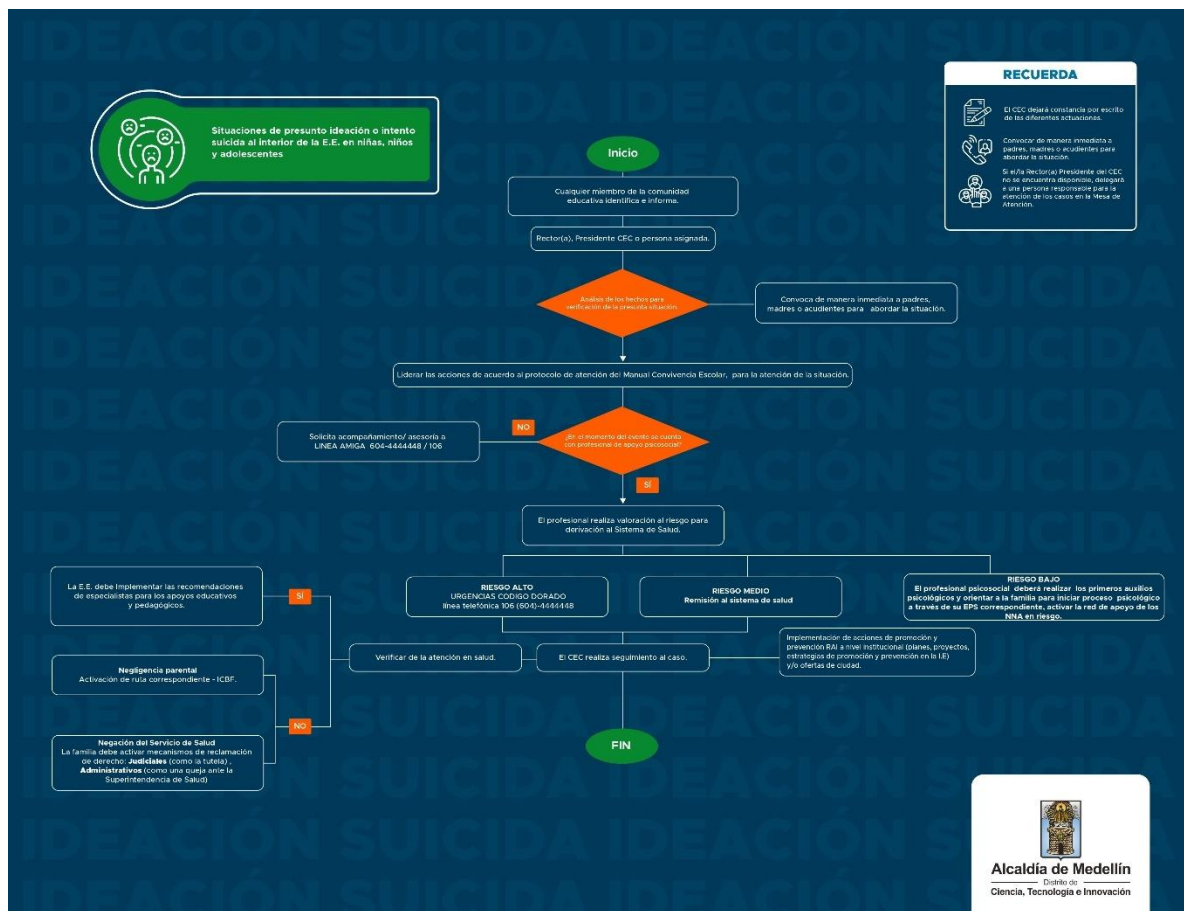 IDEACIÓN SUICIDA IDEACIÓN SUICIDA
Situaciones de presunto ideación o intento
suicida al interior de la E.E. en niñas, niños
y adolescentes
RECUERDA
El CEC dejará constancia por escrito
de las diferentes actuaciones.
Convocar de manera inmediata a
padres, madres o acudientes para
abordar la situación.
Si el/la Rector(a) Presidente del CEC
no se encuentra disponible, delegará
a una persona responsable para la
atención de los casos en la Mesa de
Atención.
Inicio
Cualquier miembro de la comunidad
educativa identifica e informa.
Rector(a), Presidente CEC o persona asignada.
Análisis de los hechos para
verificación de la presunta situación.
Convoca de manera inmediata a padres,
madres o acudientes para abordar la situación.
Liderar las acciones de acuerdo al protocolo de atención del Manual Convivencia Escolar, para la atención de la situación.
¿En el momento del evento se cuenta
con profesional de apoyo psicosocial?
NO
Solicita acompañamiento/ asesoría a
LINEA AMIGA 604-4444448 / 106
SÍ
El profesional realiza valoración al riesgo para
derivación al Sistema de Salud.
RIESGO ALTO
URGENCIAS CODIGO DORADO
línea telefónica 106 (604)-4444448
RIESGO MEDIO
Remisión al sistema de salud
RIESGO BAJO
El profesional psicosocial deberá realizar los primeros auxilios
psicológicos y orientar a la familia para iniciar proceso psicológico
a través de su EPS correspondiente, activar la red de apoyo de los
NNA en riesgo.
El CEC realiza seguimiento al caso.
Implementación de acciones de promoción y
prevención RAI a nivel institucional (planes, proyectos,
estrategias de promoción y prevención en la I.E)
y/o ofertas de ciudad.
Verificar de la atención en salud.
SÍ
La E.E. debe Implementar las recomendaciones
de especialistas para los apoyos educativos
y pedagógicos.
NO
Negligencia parental
Activación de ruta correspondiente - ICBF.
Negación del Servicio de Salud
La familia debe activar mecanismos de reclamación
de derecho: Judiciales (como la tutela) ,
Administrativos (como una queja ante la
Superintendencia de Salud)
FIN
Alcaldía de Medellín
Distrito de
Ciencia, Tecnología e Innovación